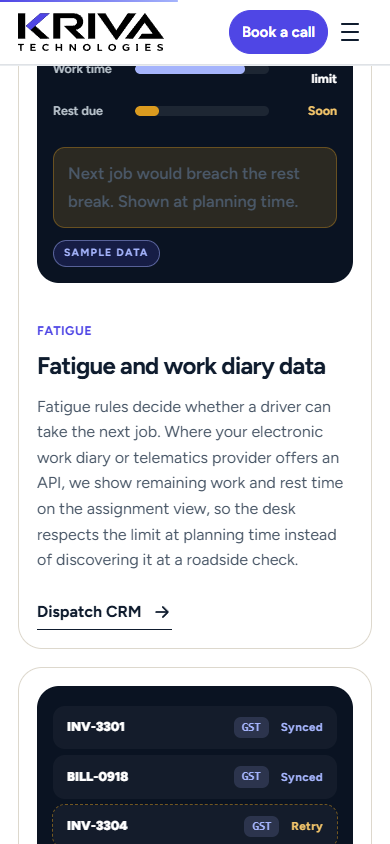 KRIVA
TECHNOLOGIES
Book a call
Work time
limit
Rest due
Soon
Next job would breach the rest
break. Shown at planning time.
SAMPLE DATA
FATIGUE
Fatigue and work diary data
Fatigue rules decide whether a driver can
take the next job. Where your electronic
work diary or telematics provider offers an
API, we show remaining work and rest time
on the assignment view, so the desk
respects the limit at planning time instead
of discovering it at a roadside check.
Dispatch CRM →
INV-3301 GST Synced
BILL-0918 GST Synced
INV-3304 GST Retry